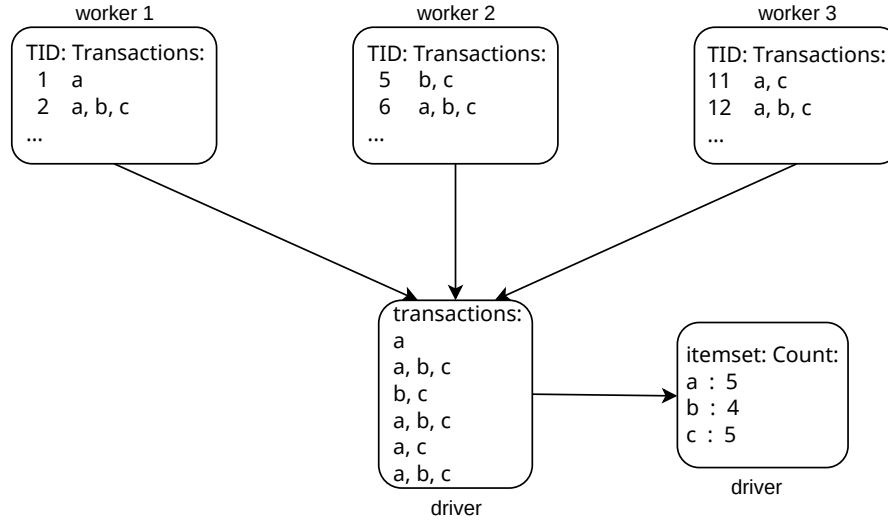 worker 1
TID: Transactions:
1 a
2 a, b, c
...
worker 2
TID: Transactions:
5 b, c
6 a, b, c
...
worker 3
TID: Transactions:
11 a, c
12 a, b, c
...
transactions:
a
a, b, c
b, c
a, b, c
a, c
a, b, c
driver
itemset: Count:
a : 5
b : 4
c : 5
driver